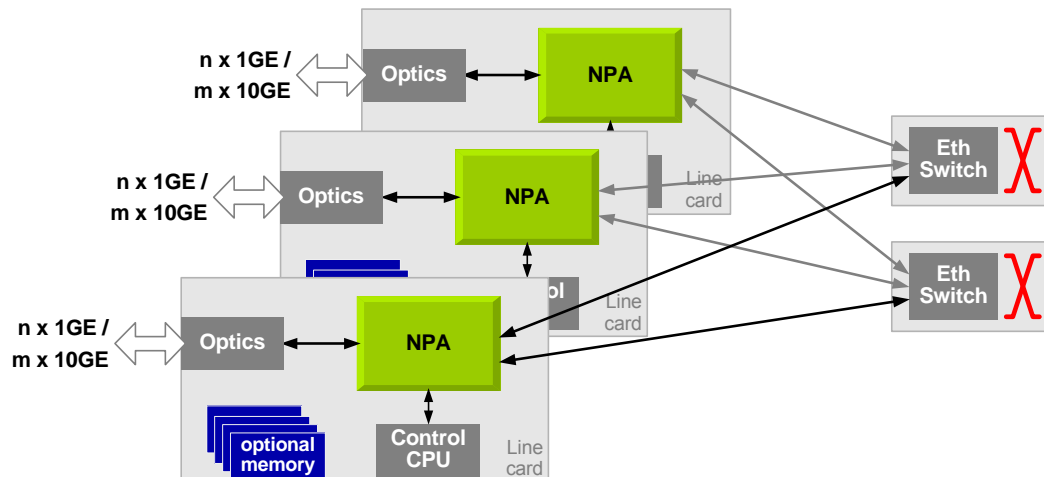 n x 1GE /
m x 10GE
Optics
NPA
Line
card
Eth
Switch
n x 1GE /
m x 10GE
Optics
NPA
Line
card
Eth
Switch
n x 1GE /
m x 10GE
Optics
NPA
optional
memory
Control
CPU
Line
card